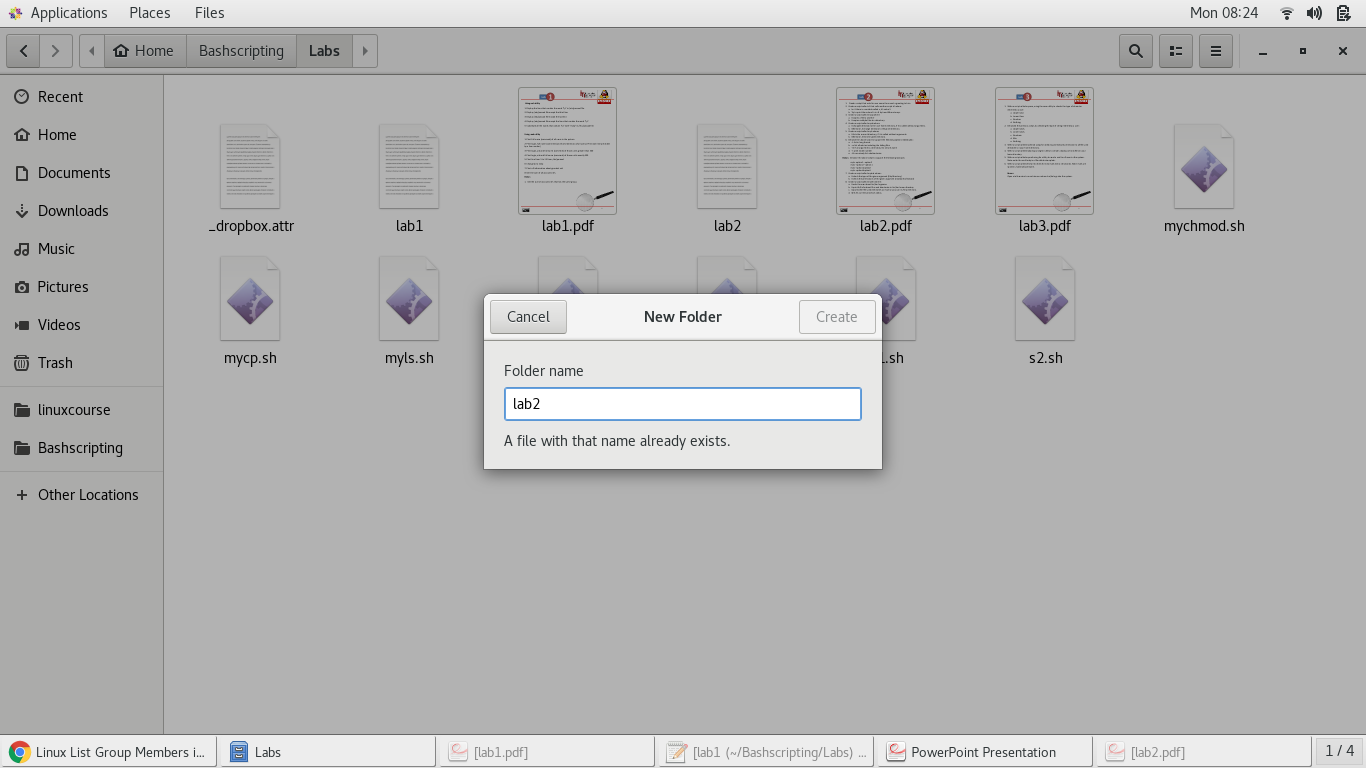 Applications Places Files Mon 08:24
Home Bashscripting Labs
Recent
Home
Documents
Downloads
Music
Pictures
Videos
Trash
linuxcourse
Bashscripting
Other Locations
_dropbox.attr lab1 lab1.pdf lab2 lab2.pdf lab3.pdf mychmod.sh
mycp.sh myls.sh .sh s2.sh
Cancel New Folder Create
Folder name
lab2
A file with that name already exists.
Linux List Group Members i... Labs [lab1.pdf] [lab1 (~/Bashscripting/Labs) ... PowerPoint Presentation [lab2.pdf] 1 / 4